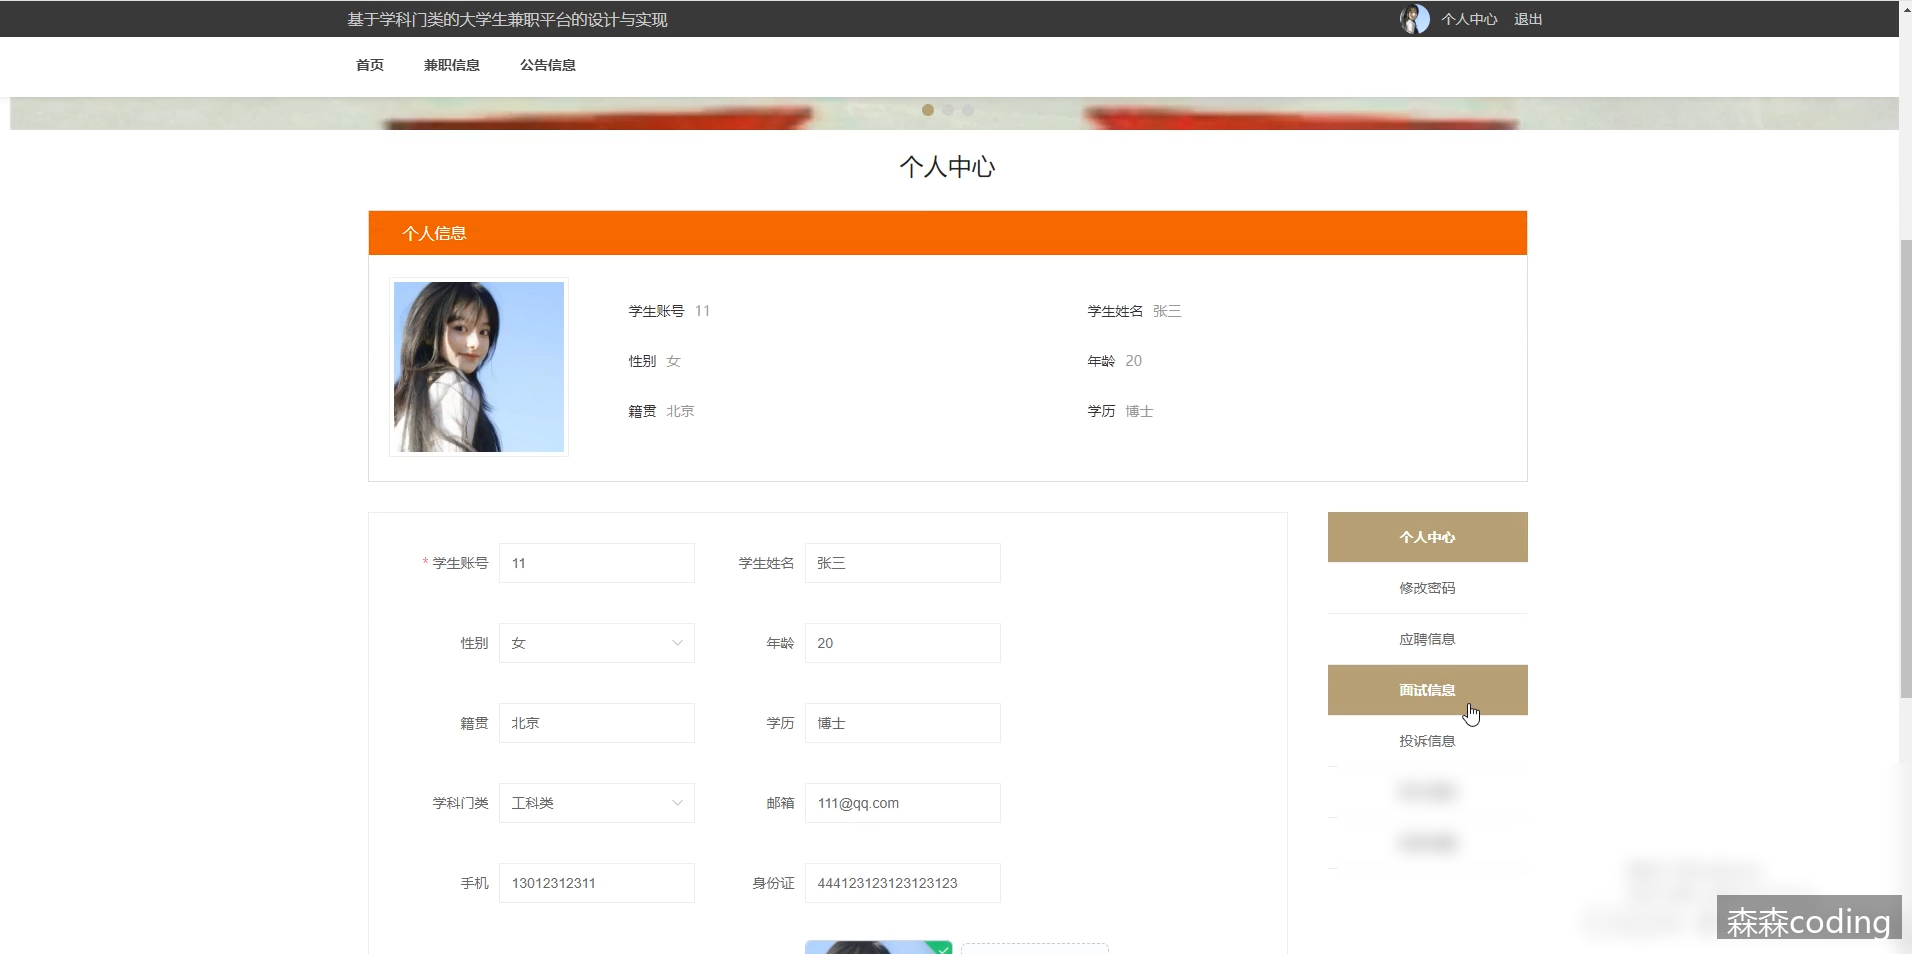 基于学科门类的大学生兼职平台的设计与实现
个人中心 退出
首页 兼职信息 公告信息
个人中心
个人信息
学生账号 11 学生姓名 张三
性别 女 年龄 20
籍贯 北京 学历 博士
* 学生账号 11 学生姓名 张三
性别 女 年龄 20
籍贯 北京 学历 博士
学科门类 工科类 邮箱 111@qq.com
手机 13012312311 身份证 444123123123123123
个人中心
修改密码
应聘信息
面试信息
投诉信息
森森coding